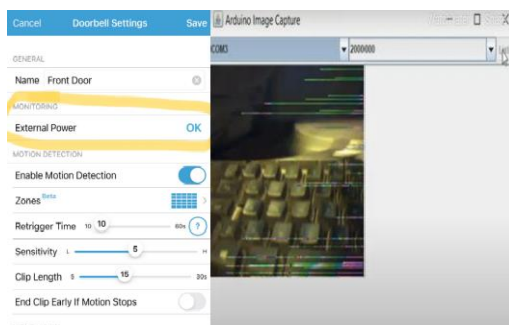 Cancel Doorbell Settings Save
GENERAL
Name Front Door
MONITORING
External Power OK
MOTION DETECTION
Enable Motion Detection
Zones Beta
Retrigger Time 10 10 60s ?
Sensitivity L 5 H
Clip Length 5 15 30s
End Clip Early If Motion Stops
Arduino Image Capture
COM3 2000000